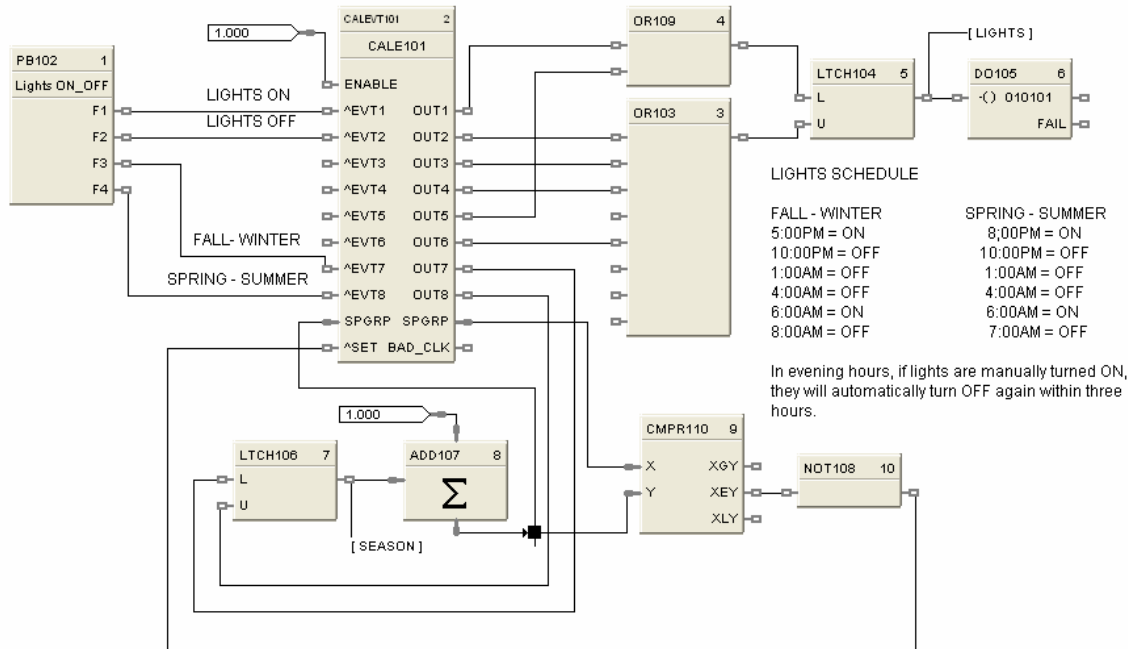 PB102 1
Lights ON_OFF
F1
F2
F3
F4
1.000
LIGHTS ON
LIGHTS OFF
FALL- WINTER
SPRING - SUMMER
CALEVT101 2
CALE101
ENABLE
^EVT1 OUT1
^EVT2 OUT2
^EVT3 OUT3
^EVT4 OUT4
^EVT5 OUT5
^EVT6 OUT6
^EVT7 OUT7
^EVT8 OUT8
SPGRP SPGRP
^SET BAD_CLK
OR109 4
OR103 3
LTCH104 5
L
U
[ LIGHTS ]
DO105 6
-() 010101
FAIL
LIGHTS SCHEDULE
FALL - WINTER
5:00PM = ON
10:00PM = OFF
1:00AM = OFF
4:00AM = OFF
6:00AM = ON
8:00AM = OFF
SPRING - SUMMER
8;00PM = ON
10:00PM = OFF
1:00AM = OFF
4:00AM = OFF
6:00AM = ON
7:00AM = OFF
In evening hours, if lights are manually turned ON,
they will automatically turn OFF again within three
hours.
1.000
LTCH106 7
L
U
[ SEASON ]
ADD107 8
Σ
CMPR110 9
X XGY
Y XEY
XLY
NOT108 10